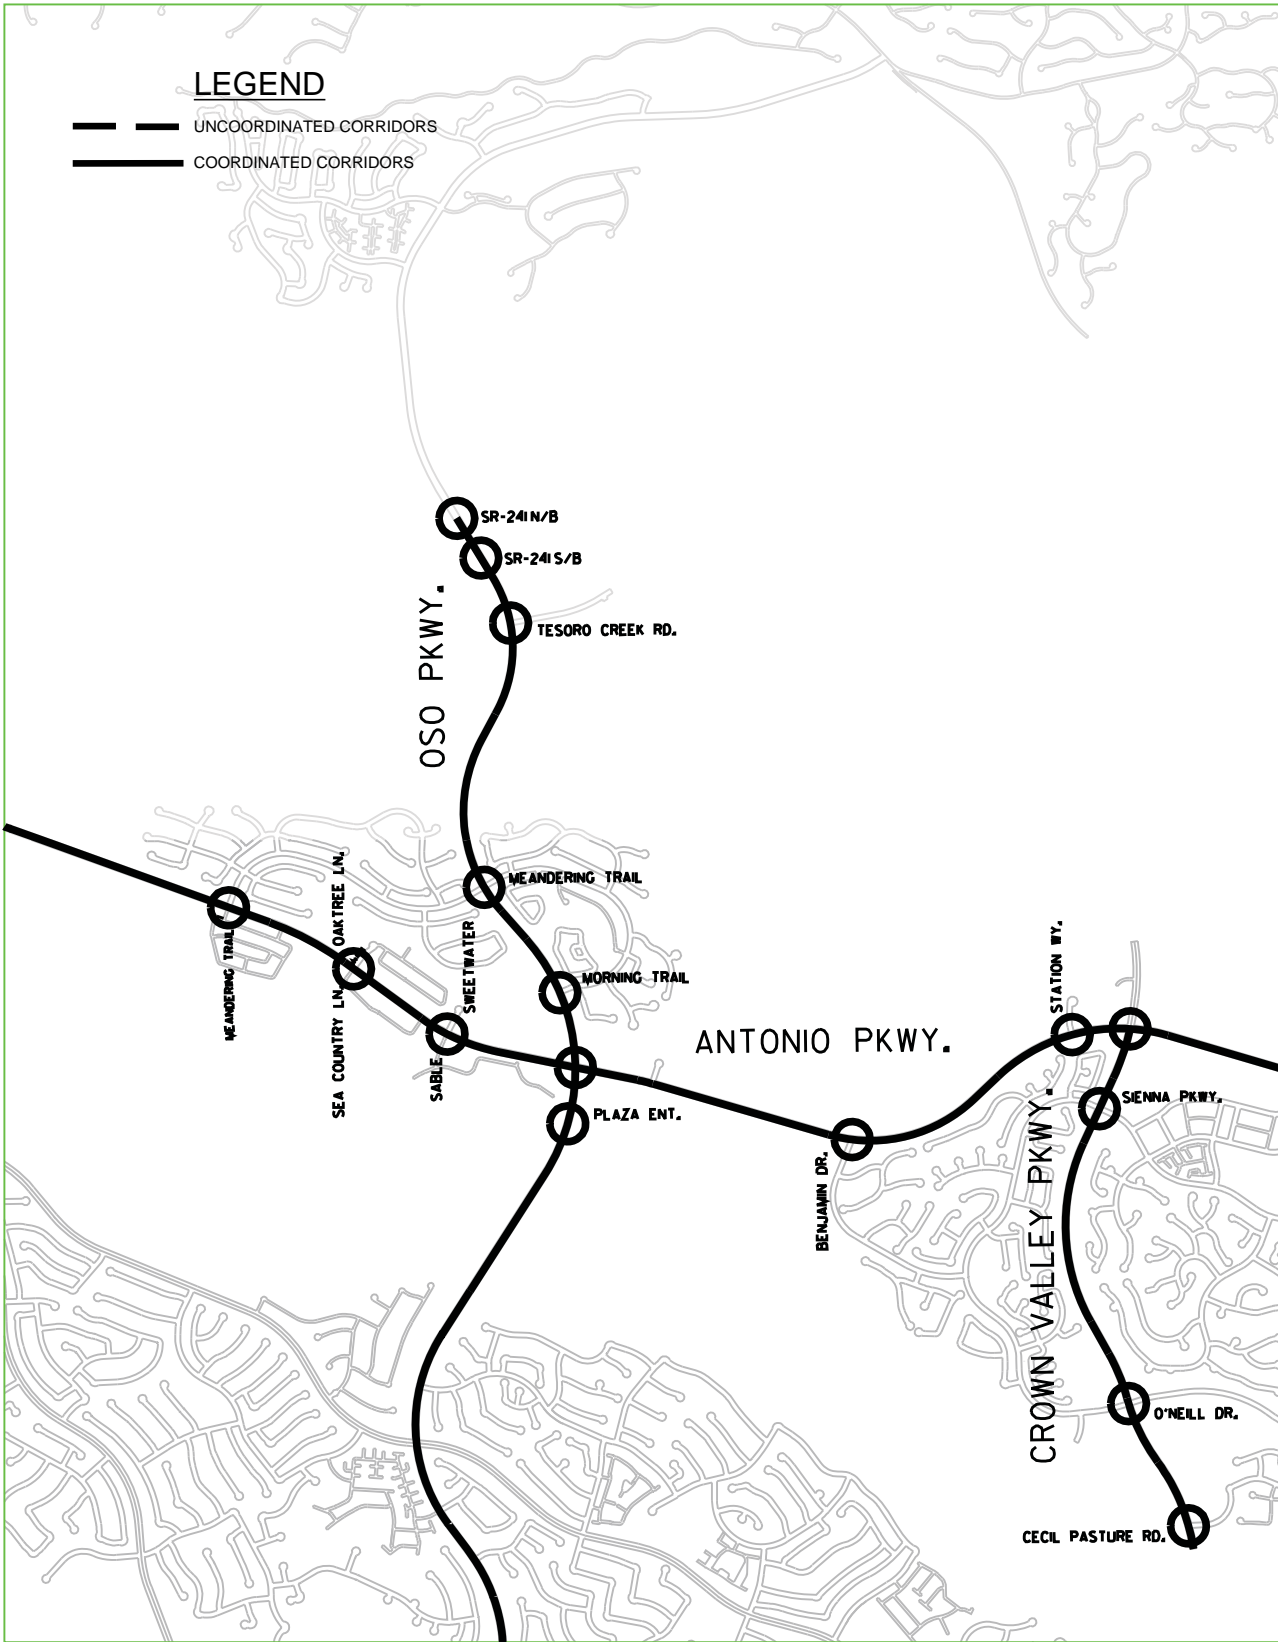 LEGEND
UNCOORDINATED CORRIDORS
COORDINATED CORRIDORS
SR-241 N/B
SR-241 S/B
OSO PKWY.
TESORO CREEK RD.
MEANDERING TRAIL
MEANDERING TRAIL
SEA COUNTRY LN. OAKTREE LN.
SABLE
SWEETWATER
MORNING TRAIL
ANTONIO PKWY.
STATION WY.
PLAZA ENT.
SIENNA PKWY.
BENJAMIN DR.
CROWN VALLEY PKWY.
O'NEILL DR.
CECIL PASTURE RD.